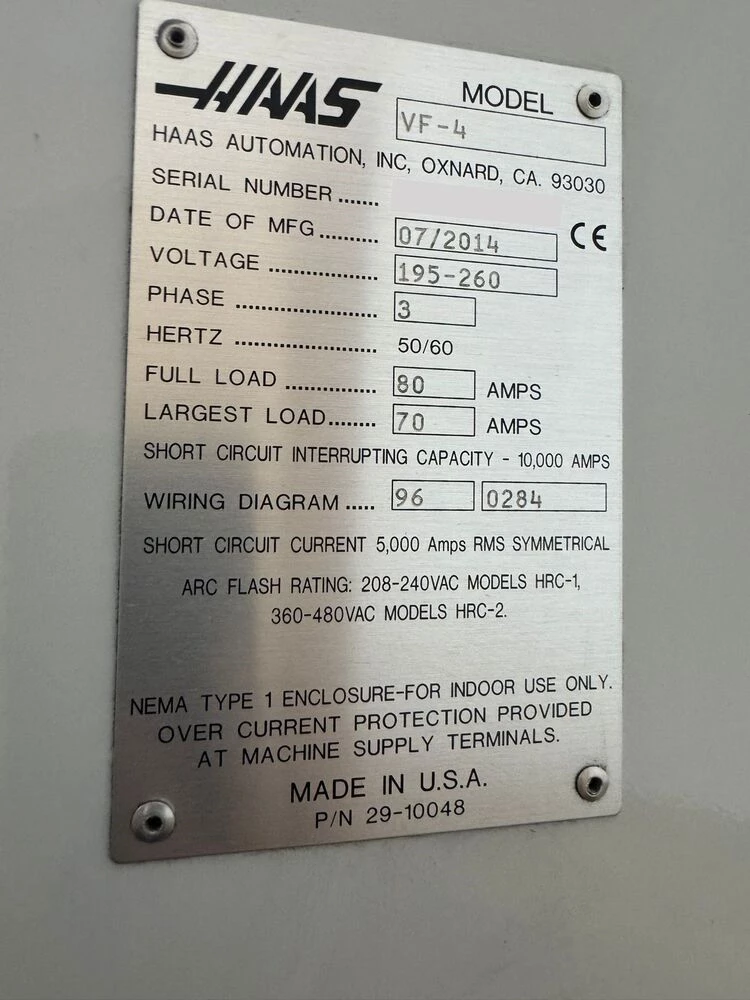 HAAS MODEL VF-4
HAAS AUTOMATION, INC, OXNARD, CA. 93030
SERIAL NUMBER .......
DATE OF MFG .......... 07/2014 CE
VOLTAGE .................. 195-260
PHASE ....................... 3
HERTZ ....................... 50/60
FULL LOAD ............... 80 AMPS
LARGEST LOAD........ 70 AMPS
SHORT CIRCUIT INTERRUPTING CAPACITY - 10,000 AMPS
WIRING DIAGRAM ..... 96 0284
SHORT CIRCUIT CURRENT 5,000 Amps RMS SYMMETRICAL
ARC FLASH RATING: 208-240VAC MODELS HRC-1,
360-480VAC MODELS HRC-2.
NEMA TYPE 1 ENCLOSURE-FOR INDOOR USE ONLY.
OVER CURRENT PROTECTION PROVIDED
AT MACHINE SUPPLY TERMINALS.
MADE IN U.S.A.
P/N 29-10048